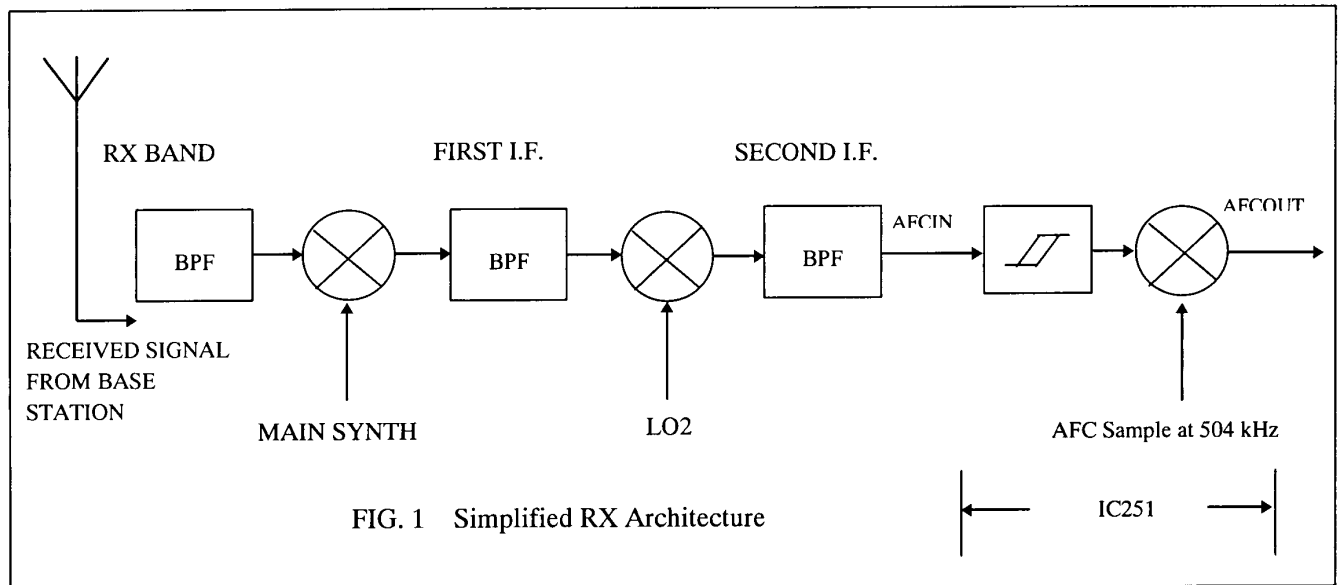 RX BAND
FIRST I.F.
SECOND I.F.
BPF
BPF
BPF
AFCIN
AFCOUT
RECEIVED SIGNAL
FROM BASE
STATION
MAIN SYNTH
LO2
AFC Sample at 504 kHz
FIG. 1 Simplified RX Architecture
IC251